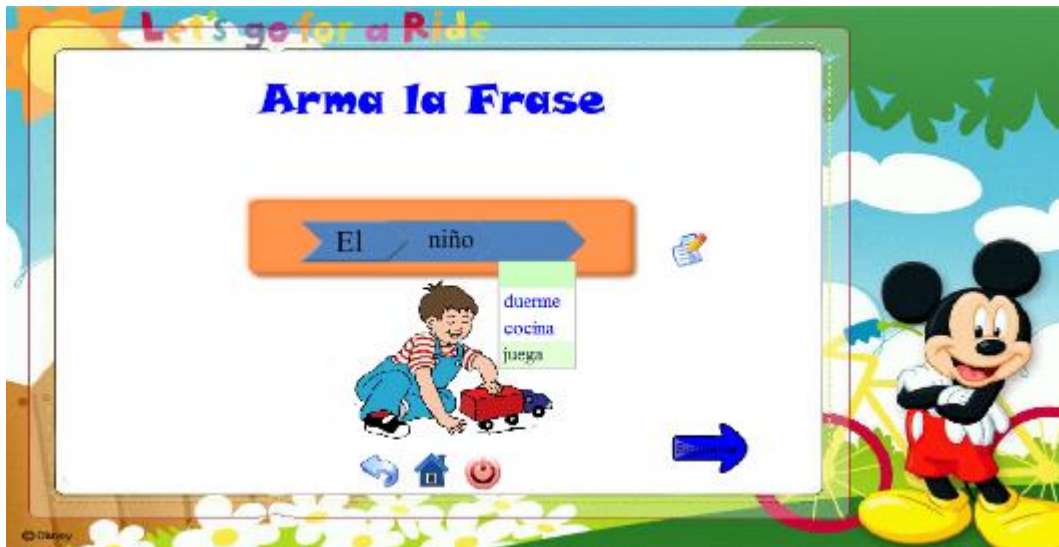 Let's go for a Ride
Arma la Frase
El niño
duerme
cocina
juega
©Disney